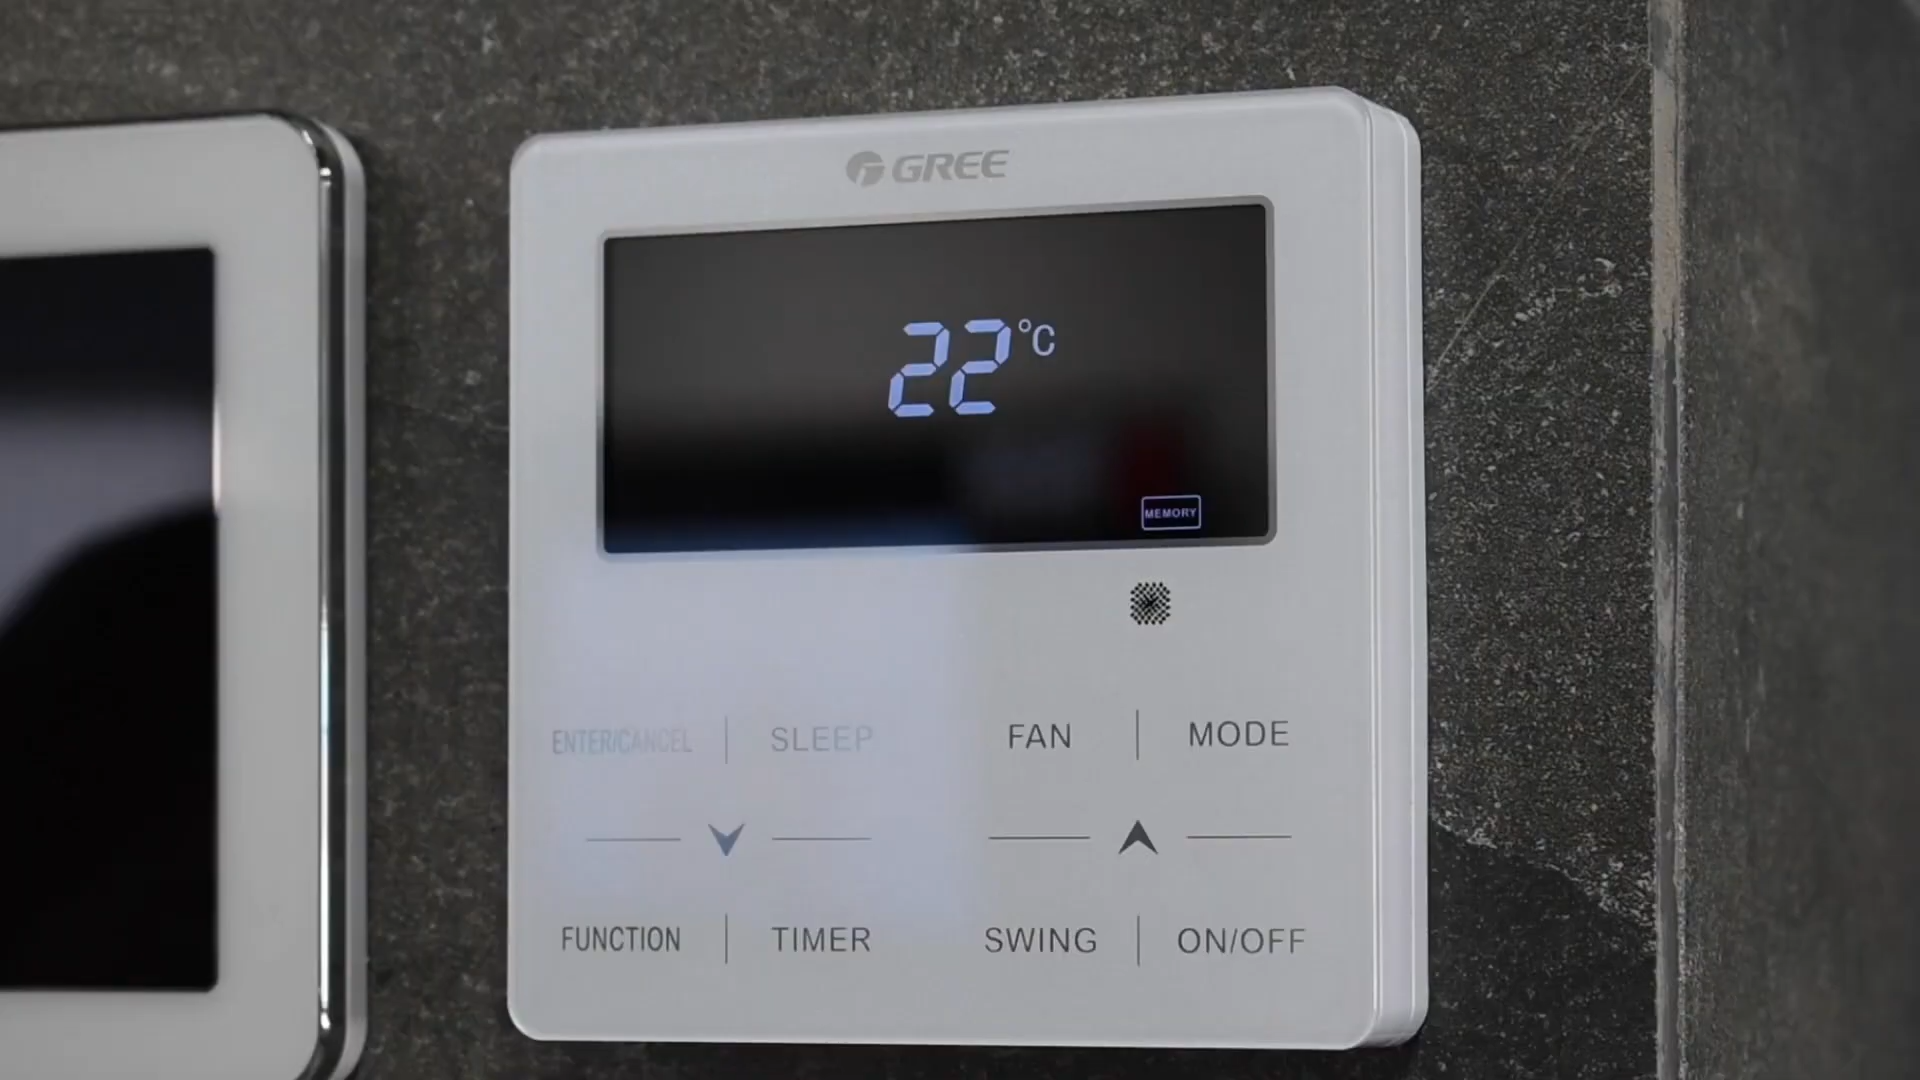 GREE
22°C
MEMORY
ENTER/CANCEL SLEEP FAN MODE
FUNCTION TIMER SWING ON/OFF